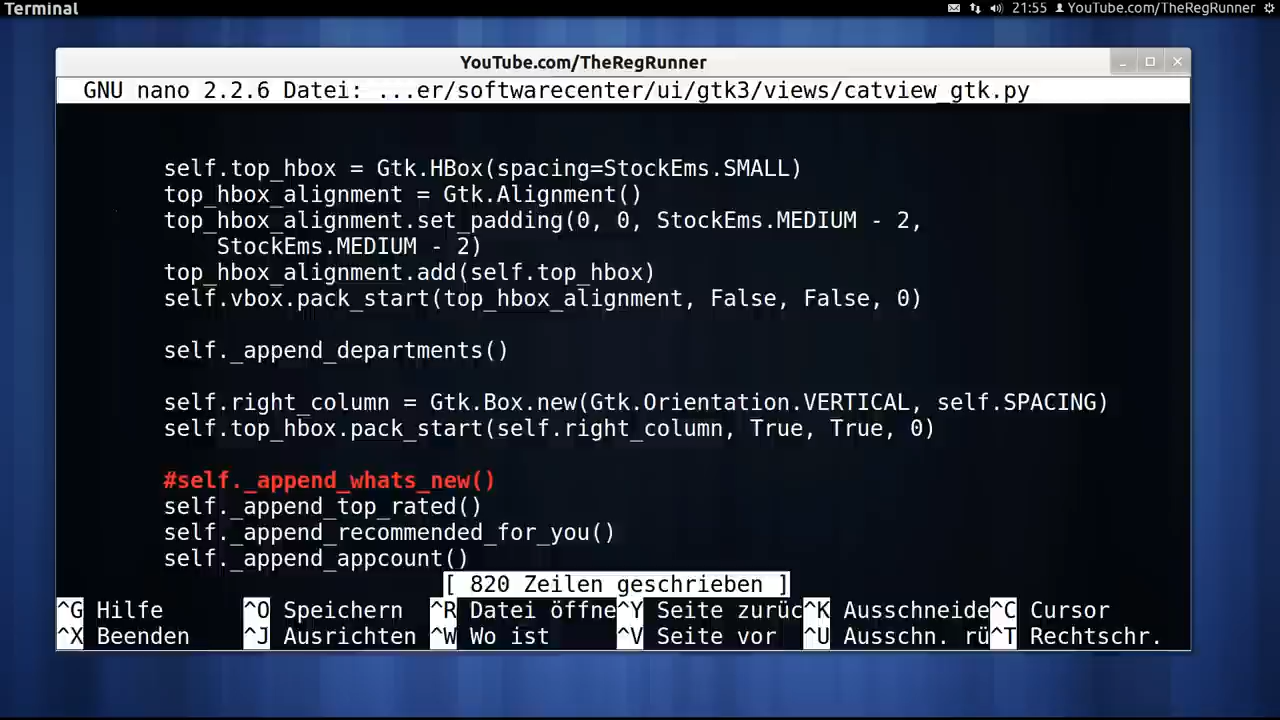 Terminal
21:55 YouTube.com/TheRegRunner
YouTube.com/TheRegRunner
GNU nano 2.2.6 Datei: ...er/softwarecenter/ui/gtk3/views/catview_gtk.py
self.top_hbox = Gtk.HBox(spacing=StockEms.SMALL)
top_hbox_alignment = Gtk.Alignment()
top_hbox_alignment.set_padding(0, 0, StockEms.MEDIUM - 2,
StockEms.MEDIUM - 2)
top_hbox_alignment.add(self.top_hbox)
self.vbox.pack_start(top_hbox_alignment, False, False, 0)
self._append_departments()
self.right_column = Gtk.Box.new(Gtk.Orientation.VERTICAL, self.SPACING)
self.top_hbox.pack_start(self.right_column, True, True, 0)
#self._append_whats_new()
self._append_top_rated()
self._append_recommended_for_you()
self._append_appcount()
[ 820 Zeilen geschrieben ]
^G Hilfe ^O Speichern ^R Datei öffne^Y Seite zurüc^K Ausschneide^C Cursor
^X Beenden ^J Ausrichten ^W Wo ist ^V Seite vor ^U Ausschn. rü^T Rechtschr.